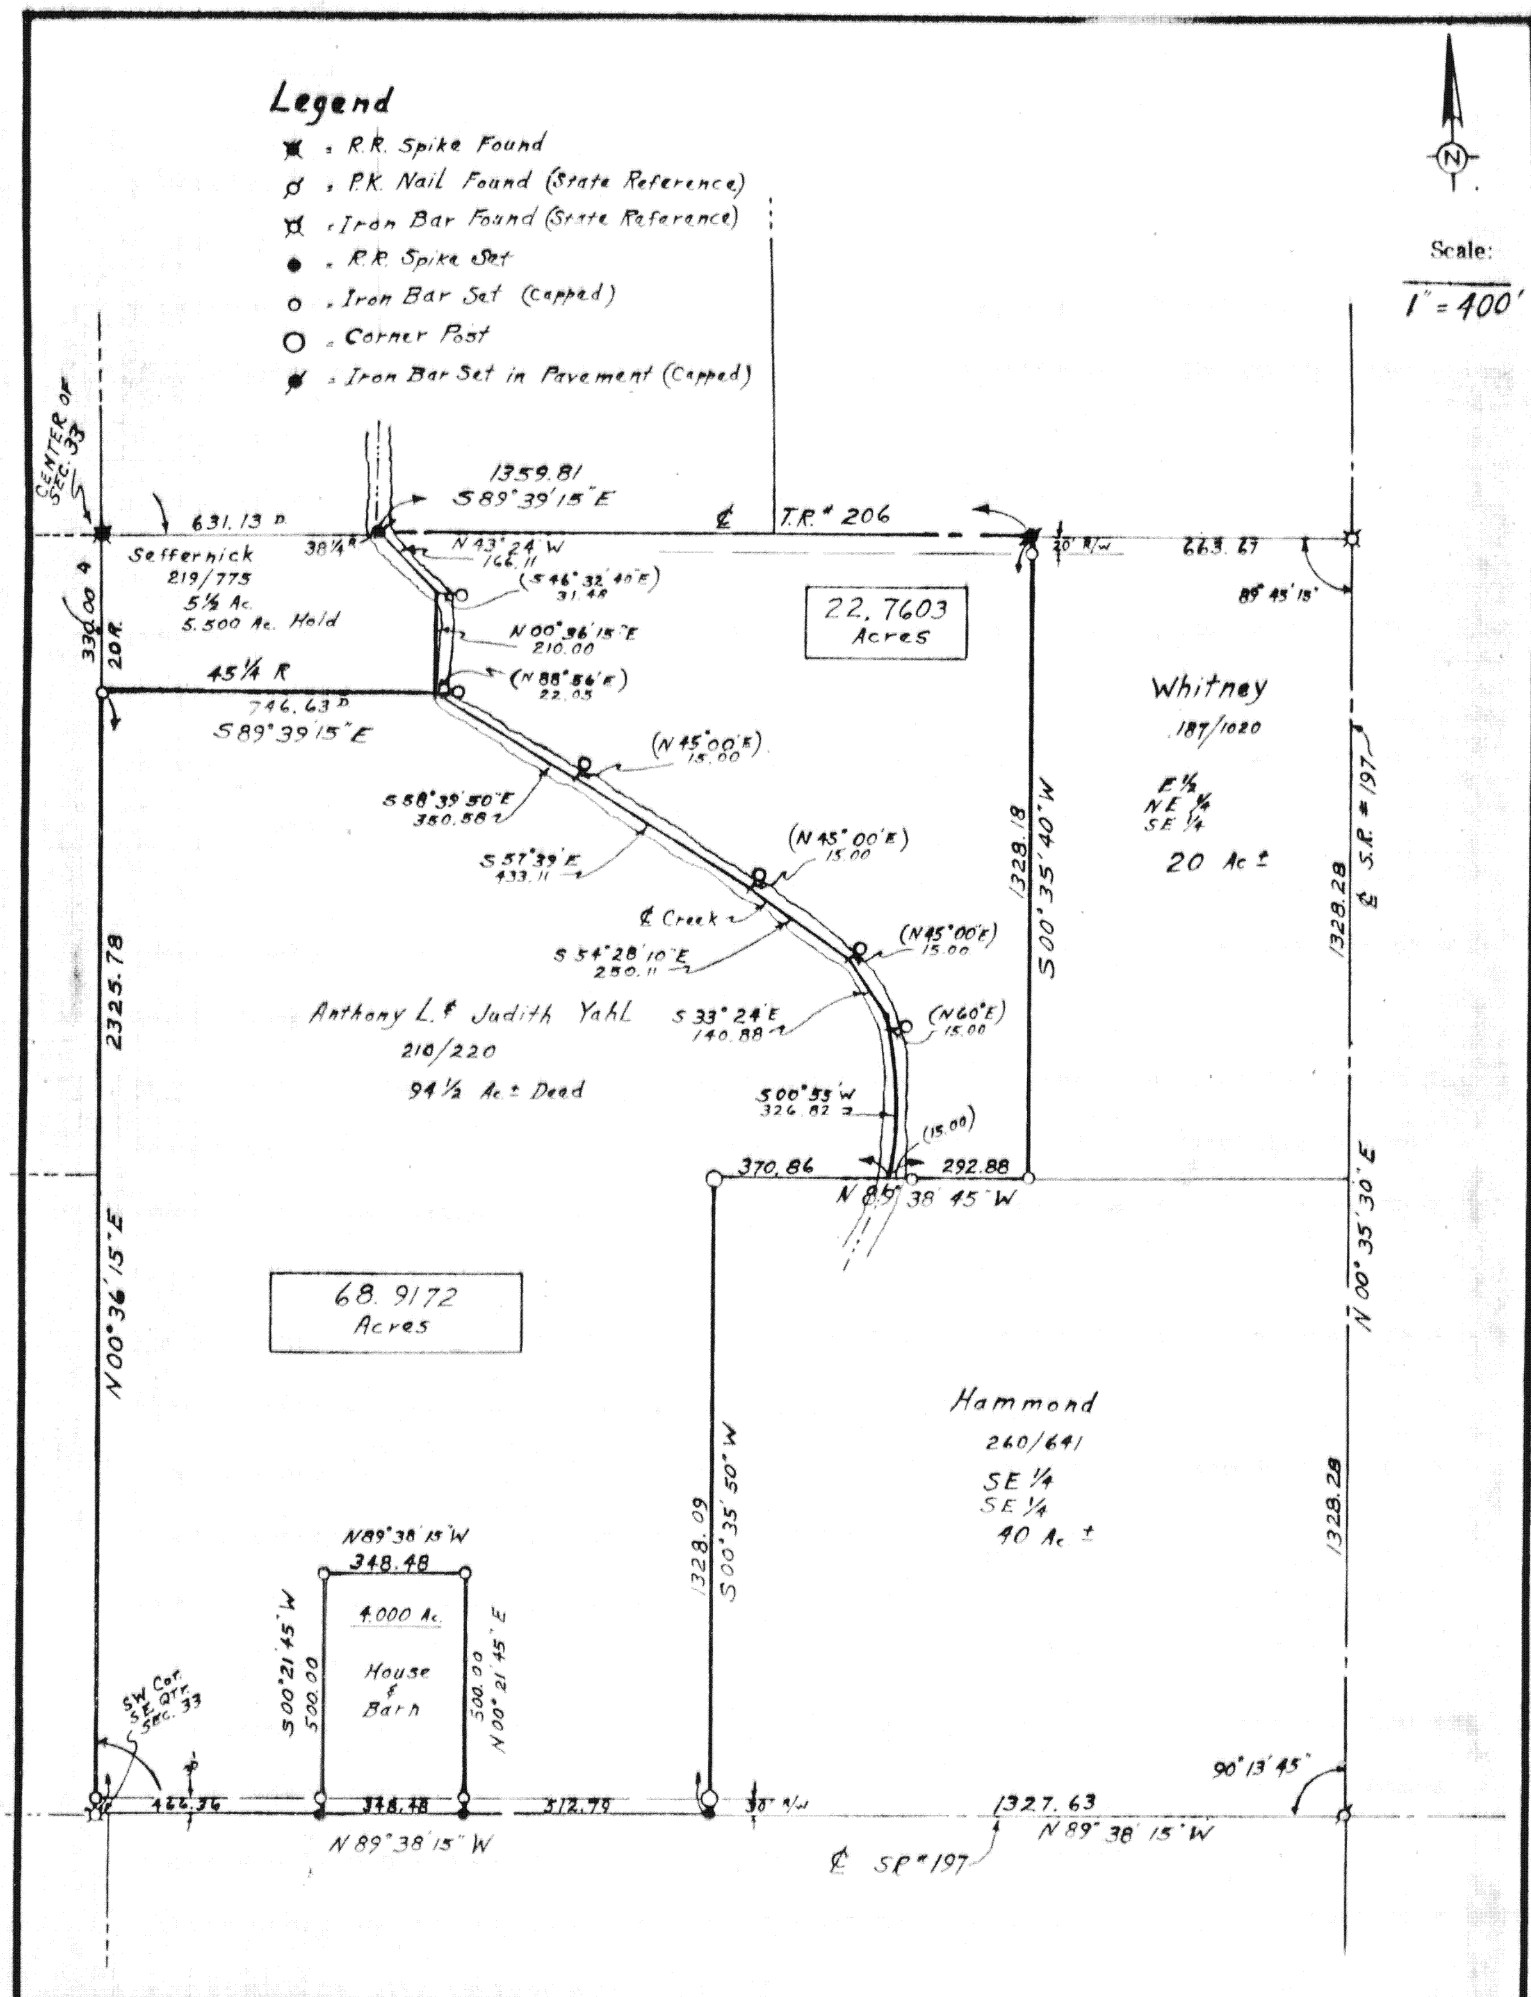 Legend
= R.R. Spike Found
= P.K. Nail Found (State Reference)
= Iron Bar Found (State Reference)
= R.R. Spike Set
= Iron Bar Set (Capped)
= Corner Post
= Iron Bar Set in Pavement (Capped)
N
Scale:
1" = 400'
CENTER OF
SEC. 33
1359.81
S 89° 39' 15" E
631.13 D
38 1/4 R
℄ T.R. # 206
20' R/W
663.67
89° 45' 15"
Seffernick
219/775
5 1/2 Ac.
5.500 Ac. Hold
330.00
20 R.
N 43° 24' W
166.11
(S 46° 32' 40" E)
31.48
N 00° 36' 15" E
210.00
(N 88° 56' E)
22.05
22.7603
Acres
45 1/4 R
746.63 D
S 89° 39' 15" E
Whitney
187/1020
E 1/2
NE 1/4
SE 1/4
20 Ac ±
℄ S.R. # 197
(N 45° 00' E)
15.00
S 58° 39' 50" E
350.58
S 57° 39' E
433.11
(N 45° 00' E)
15.00
1328.18
S 00° 35' 40" W
1328.28
℄ Creek
S 54° 28' 10" E
250.11
(N 45° 00' E)
15.00
2325.78
N 00° 36' 15" E
Anthony L. & Judith Yahl
210/220
94 1/2 Ac ± Deed
S 33° 24' E
140.88
(N 60° E)
15.00
S 00° 55' W
326.82
(15.00)
370.86
292.88
N 89° 38' 45" W
N 00° 35' 30" E
68.9172
Acres
Hammond
260/641
SE 1/4
SE 1/4
40 Ac ±
1328.09
S 00° 35' 50" W
1328.28
N 89° 38' 15" W
348.48
4.000 Ac.
House
&
Barn
S 00° 21' 45" W
500.00
500.00
N 00° 21' 45" E
SW Cor.
SE QTR.
SEC. 33
90° 13' 45"
466.36
348.48
512.79
30' R/W
1327.63
N 89° 38' 15" W
N 89° 38' 15" W
℄ SR # 197